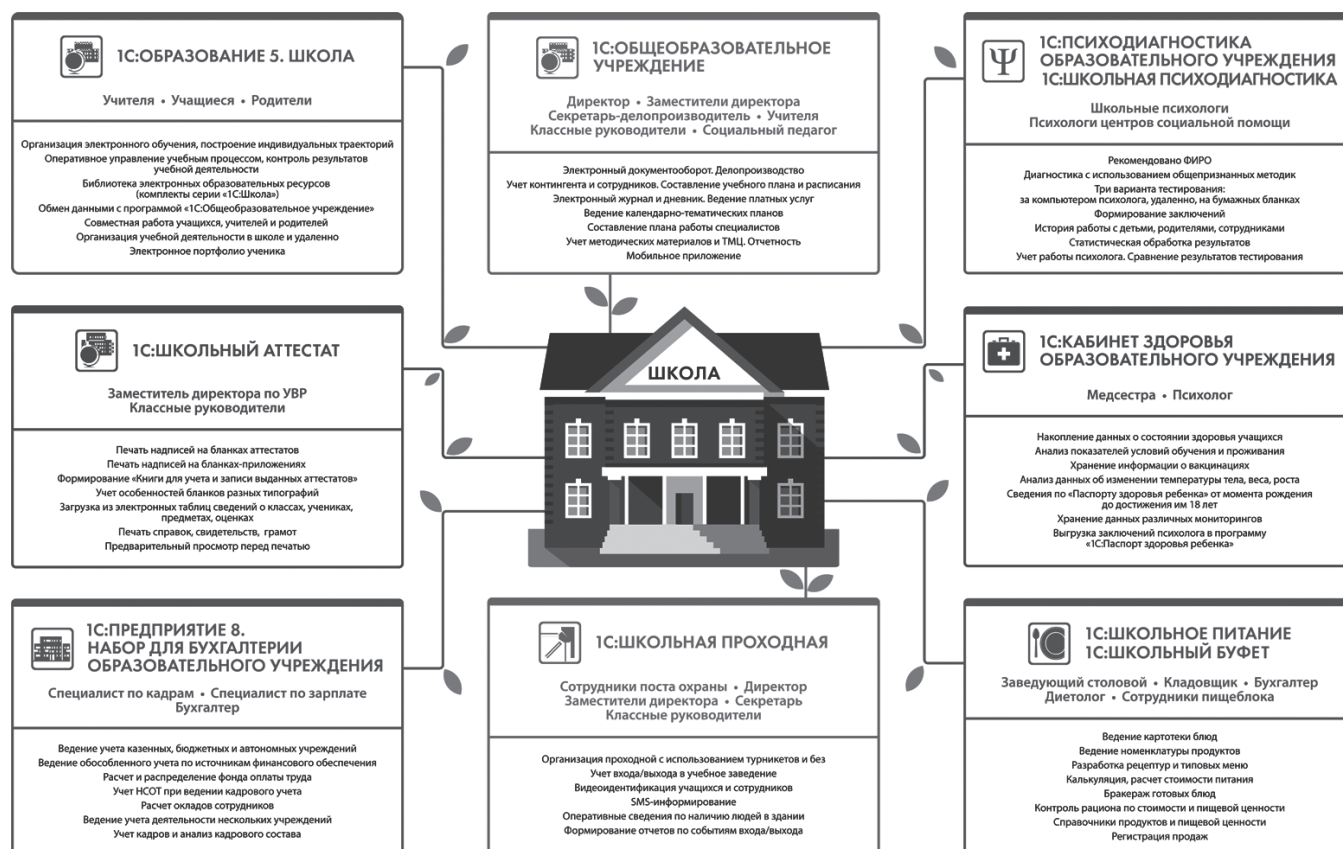 1С:ОБРАЗОВАНИЕ 5. ШКОЛА
Учителя • Учащиеся • Родители
Организация электронного обучения, построение индивидуальных траекторий
Оперативное управление учебным процессом, контроль результатов
учебной деятельности
Библиотека электронных образовательных ресурсов
(комплекты серии «1С:Школа»)
Обмен данными с программой «1С:Общеобразовательное учреждение»
Совместная работа учащихся, учителей и родителей
Организация учебной деятельности в школе и удаленно
Электронное портфолио ученика
1С:ОБЩЕОБРАЗОВАТЕЛЬНОЕ
УЧРЕЖДЕНИЕ
Директор • Заместители директора
Секретарь-делопроизводитель • Учителя
Классные руководители • Социальный педагог
Электронный документооборот. Делопроизводство
Учет контингента и сотрудников. Составление учебного плана и расписания
Электронный журнал и дневник. Ведение платных услуг
Ведение календарно-тематических планов
Составление плана работы специалистов
Учет методических материалов и ТМЦ. Отчетность
Мобильное приложение
Ψ
1С:ПСИХОДИАГНОСТИКА
ОБРАЗОВАТЕЛЬНОГО УЧРЕЖДЕНИЯ
1С:ШКОЛЬНАЯ ПСИХОДИАГНОСТИКА
Школьные психологи
Психологи центров социальной помощи
Рекомендовано ФИРО
Диагностика с использованием общепризнанных методик
Три варианта тестирования:
за компьютером психолога, удаленно, на бумажных бланках
Формирование заключений
История работы с детьми, родителями, сотрудниками
Статистическая обработка результатов
Учет работы психолога. Сравнение результатов тестирования
1С:ШКОЛЬНЫЙ АТТЕСТАТ
Заместитель директора по УВР
Классные руководители
Печать надписей на бланках аттестатов
Печать надписей на бланках-приложениях
Формирование «Книги для учета и записи выданных аттестатов»
Учет особенностей бланков разных типографий
Загрузка из электронных таблиц сведений о классах, учениках,
предметах, оценках
Печать справок, свидетельств, грамот
Предварительный просмотр перед печатью
ШКОЛА
1С:КАБИНЕТ ЗДОРОВЬЯ
ОБРАЗОВАТЕЛЬНОГО УЧРЕЖДЕНИЯ
Медсестра • Психолог
Накопление данных о состоянии здоровья учащихся
Анализ показателей условий обучения и проживания
Хранение информации о вакцинациях
Анализ данных об изменении температуры тела, веса, роста
Сведения по «Паспорту здоровья ребенка» от момента рождения
до достижения им 18 лет
Хранение данных различных мониторингов
Выгрузка заключений психолога в программу
«1С:Паспорт здоровья ребенка»
1С:ПРЕДПРИЯТИЕ 8.
НАБОР ДЛЯ БУХГАЛТЕРИИ
ОБРАЗОВАТЕЛЬНОГО УЧРЕЖДЕНИЯ
Специалист по кадрам • Специалист по зарплате
Бухгалтер
Ведение учета казенных, бюджетных и автономных учреждений
Ведение обособленного учета по источникам финансового обеспечения
Расчет и распределение фонда оплаты труда
Учет НСОТ при ведении кадрового учета
Расчет окладов сотрудников
Ведение учета деятельности нескольких учреждений
Учет кадров и анализ кадрового состава
1С:ШКОЛЬНАЯ ПРОХОДНАЯ
Сотрудники поста охраны • Директор
Заместители директора • Секретарь
Классные руководители
Организация проходной с использованием турникетов и без
Учет входа/выхода в учебное заведение
Видеоидентификация учащихся и сотрудников
SMS-информирование
Оперативные сведения по наличию людей в здании
Формирование отчетов по событиям входа/выхода
1С:ШКОЛЬНОЕ ПИТАНИЕ
1С:ШКОЛЬНЫЙ БУФЕТ
Заведующий столовой • Кладовщик • Бухгалтер
Диетолог • Сотрудники пищеблока
Ведение картотеки блюд
Ведение номенклатуры продуктов
Разработка рецептур и типовых меню
Калькуляция, расчет стоимости питания
Бракераж готовых блюд
Контроль рациона по стоимости и пищевой ценности
Справочники продуктов и пищевой ценности
Регистрация продаж